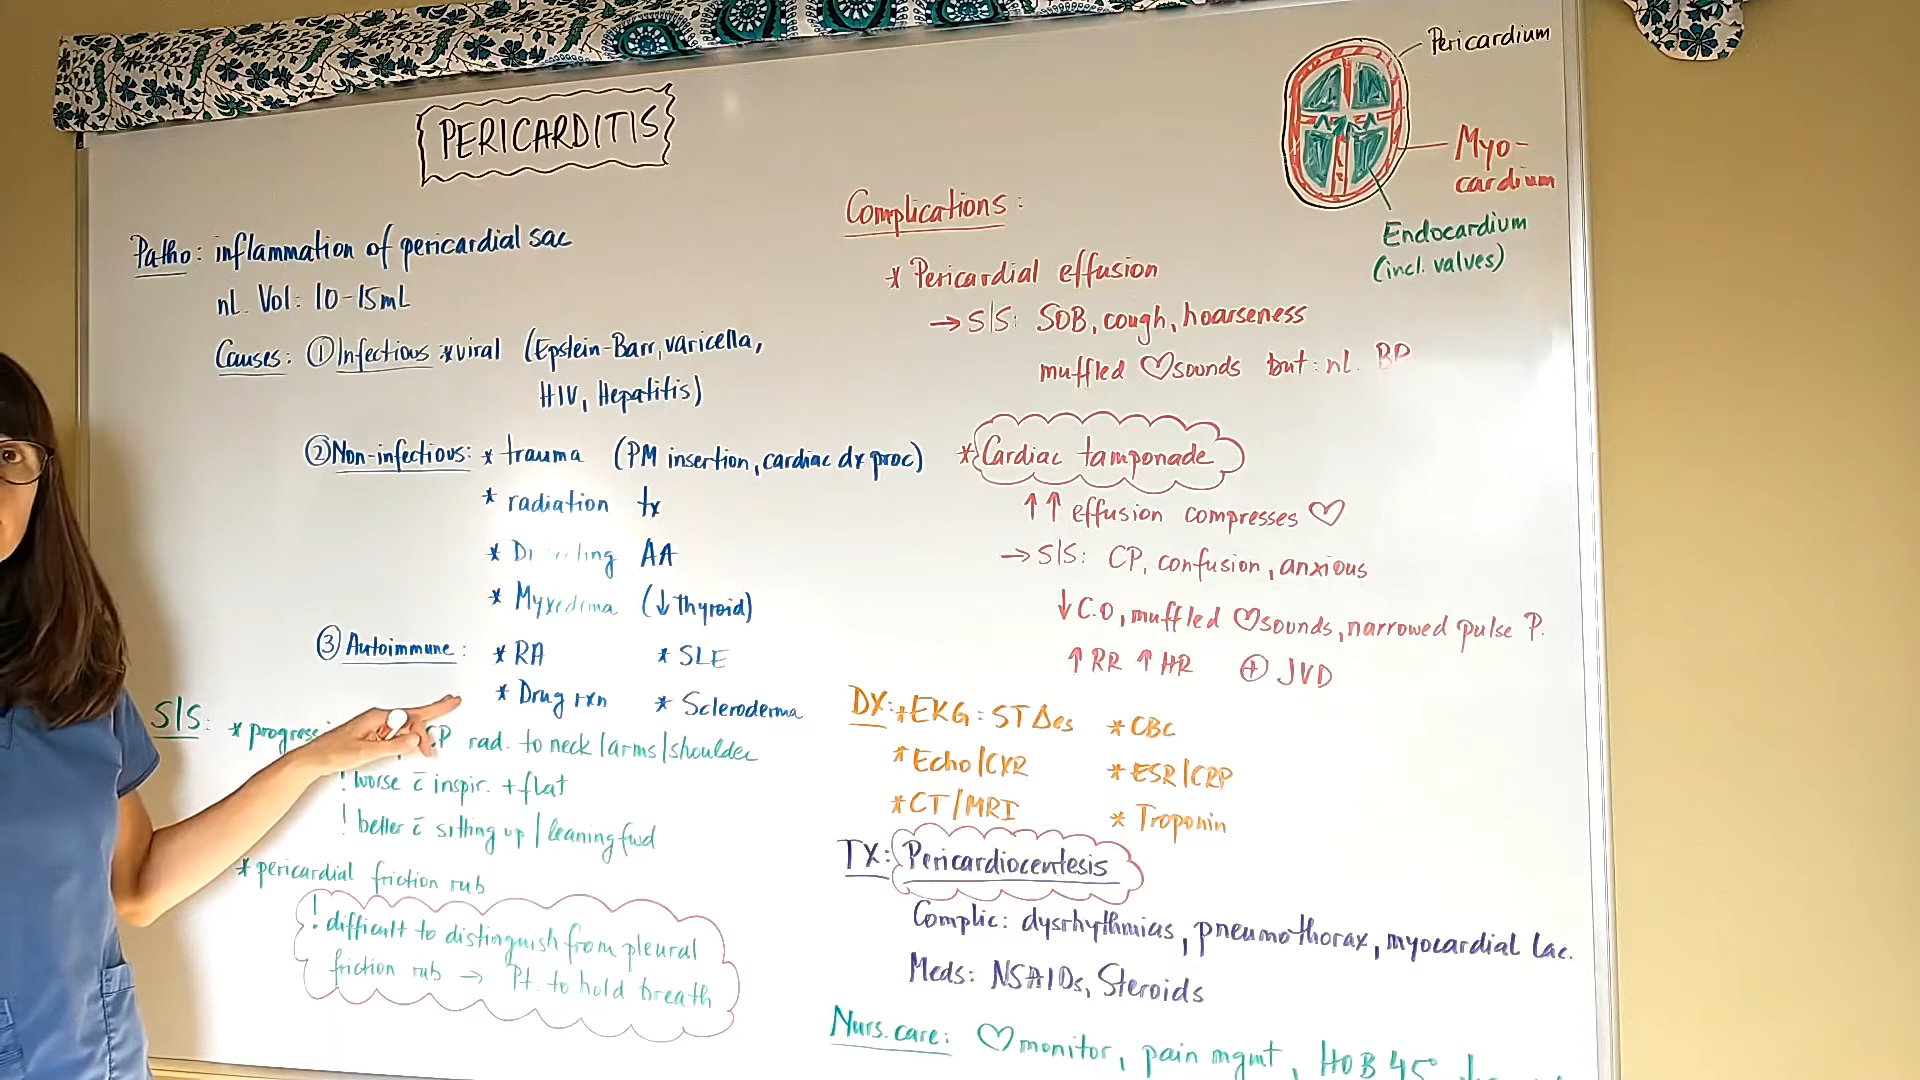 PERICARDITIS
Patho: inflammation of pericardial sac
nl. Vol: 10-15mL
Causes: ①Infectious *viral (Epstein-Barr, varicella,
HIV, Hepatitis)
②Non-infectious: * trauma (PM insertion, cardiac dx proc)
* radiation tx
* AA
* Myxedema (↓thyroid)
③Autoimmune: * RA * SLE
* Drug rxn * Scleroderma
S/S: * CP rad. to neck/arms/shoulder
! worse c̄ inspir. + flat
! better c̄ sitting up / leaning fwd
* pericardial friction rub
! difficult to distinguish from pleural
friction rub → Pt. to hold breath
Pericardium
Myo-
cardium
Endocardium
(incl. valves)
Complications:
* Pericardial effusion
→ S/S: SOB, cough, hoarseness
muffled ♡sounds but: nl. BP
* Cardiac tamponade
↑↑ effusion compresses ♡
→ S/S: CP, confusion, anxious
↓ C.O, muffled ♡sounds, narrowed pulse P.
↑ RR ↑ HR ⊕ JVD
DX: *EKG: ST Δes * CBC
* Echo/CXR * ESR/CRP
* CT/MRI * Troponin
TX: Pericardiocentesis
Complic: dysrhythmias, pneumothorax, myocardial lac.
Meds: NSAIDs, Steroids
Nurs. care: ♡monitor, pain mgmt, HOB 45°